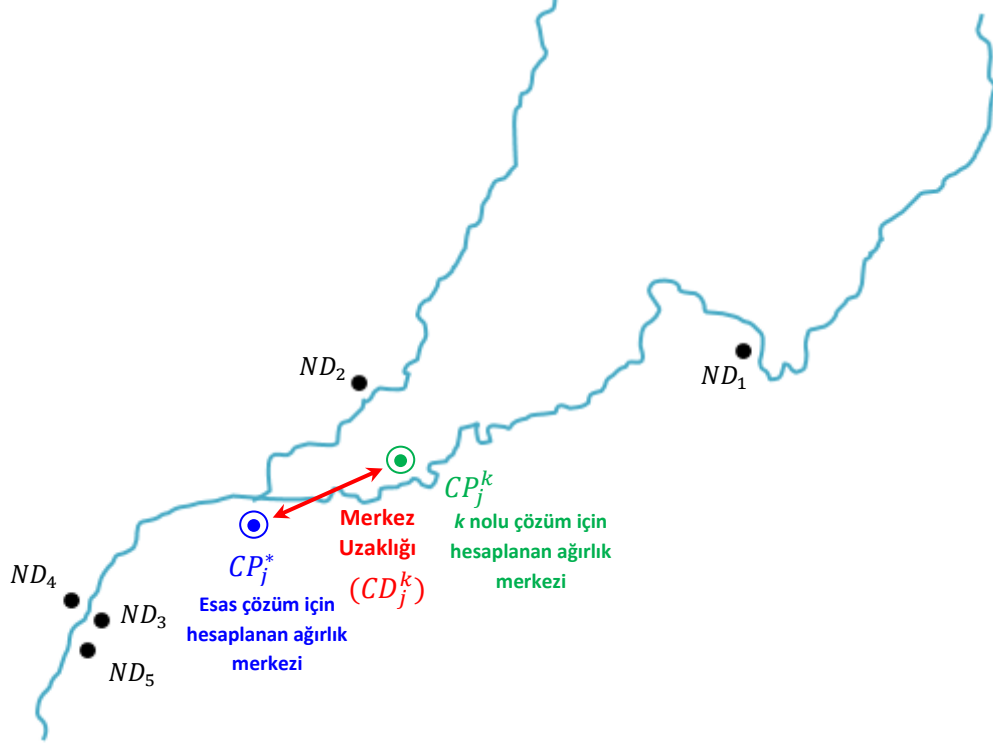 ND₂
ND₁
CP_j^k
k nolu çözüm için
hesaplanan ağırlık
merkezi
Merkez
Uzaklığı
(CD_j^k)
CP_j^*
Esas çözüm için
hesaplanan ağırlık
merkezi
ND₄
ND₃
ND₅